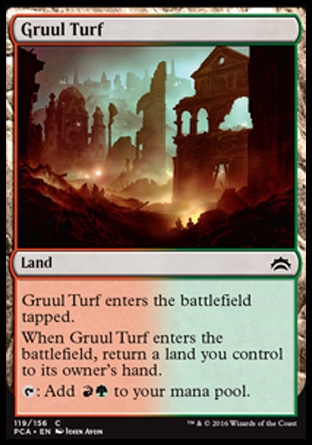 Gruul Turf
Land
Gruul Turf enters the battlefield
tapped.
When Gruul Turf enters the
battlefield, return a land you control
to its owner's hand.
: Add to your mana pool.
119/156 C
PCA • EN John Avon
™ & © 2016 Wizards of the Coast